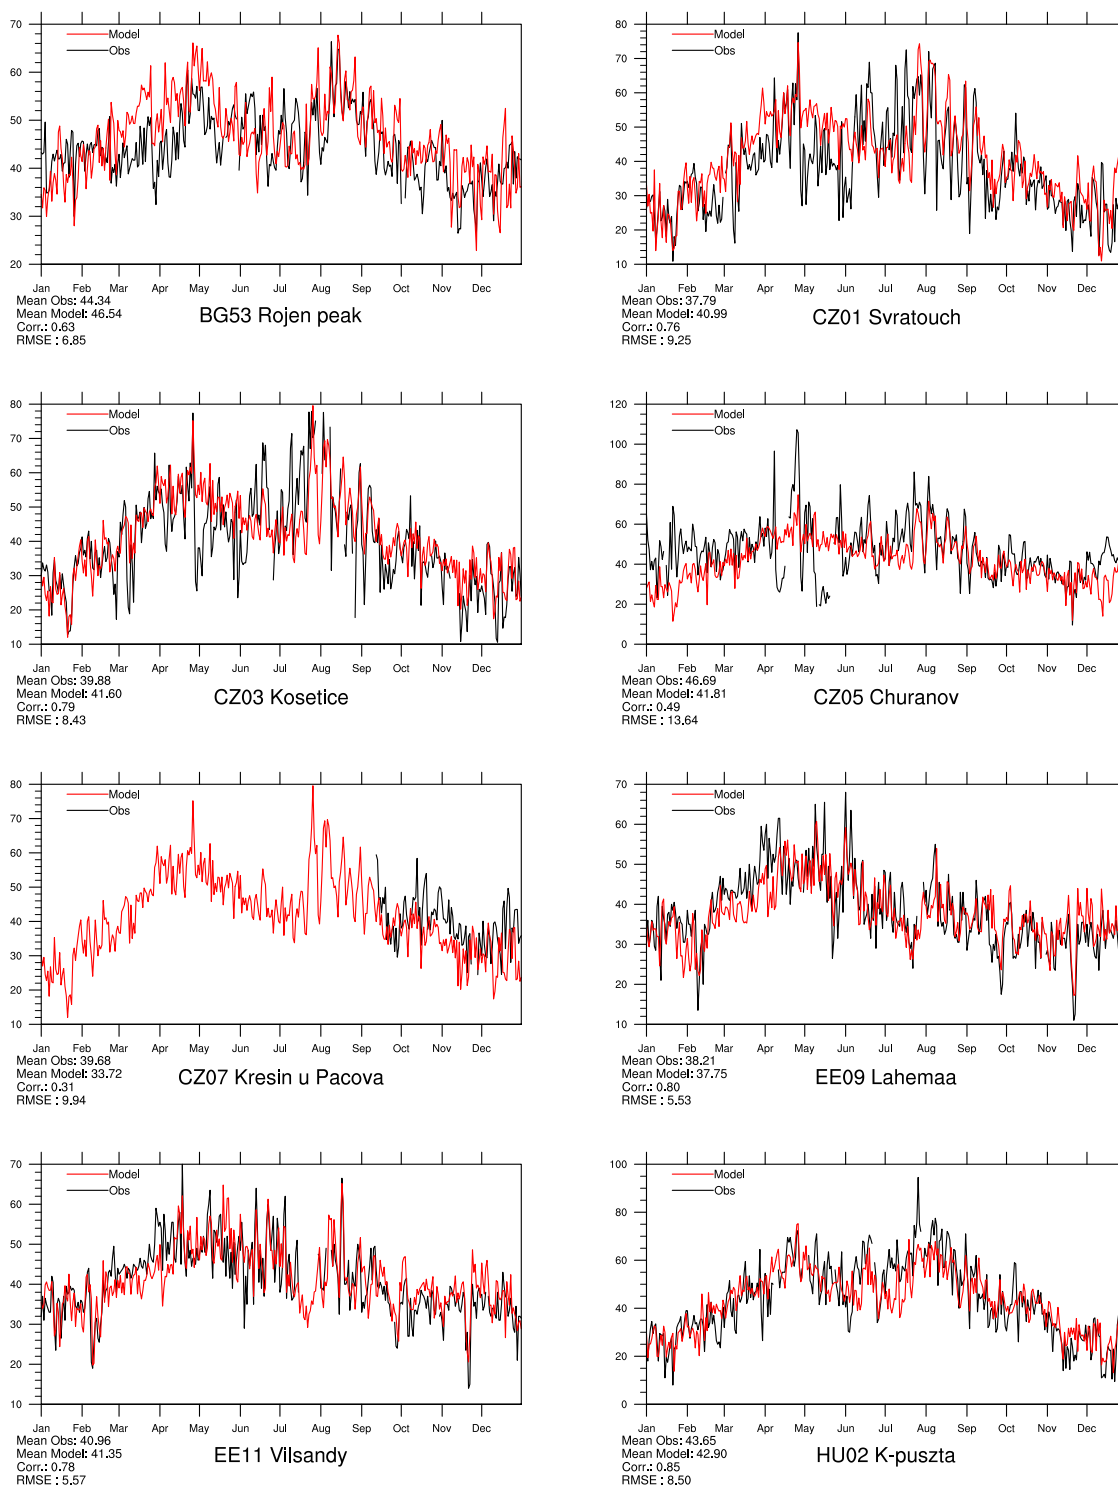 70
60
50
40
30
20
Model
Obs
Jan Feb Mar Apr May Jun Jul Aug Sep Oct Nov Dec
Mean Obs: 44.34
Mean Model: 46.54
Corr.: 0.63
RMSE : 6.85
BG53 Rojen peak
80
70
60
50
40
30
20
10
Model
Obs
Jan Feb Mar Apr May Jun Jul Aug Sep Oct Nov Dec
Mean Obs: 37.79
Mean Model: 40.99
Corr.: 0.76
RMSE : 9.25
CZ01 Svratouch
80
70
60
50
40
30
20
10
Model
Obs
Jan Feb Mar Apr May Jun Jul Aug Sep Oct Nov Dec
Mean Obs: 39.88
Mean Model: 41.60
Corr.: 0.79
RMSE : 8.43
CZ03 Kosetice
120
100
80
60
40
20
0
Model
Obs
Jan Feb Mar Apr May Jun Jul Aug Sep Oct Nov Dec
Mean Obs: 46.69
Mean Model: 41.81
Corr.: 0.49
RMSE : 13.64
CZ05 Churanov
80
70
60
50
40
30
20
10
Model
Obs
Jan Feb Mar Apr May Jun Jul Aug Sep Oct Nov Dec
Mean Obs: 39.68
Mean Model: 33.72
Corr.: 0.31
RMSE : 9.94
CZ07 Kresin u Pacova
70
60
50
40
30
20
10
Model
Obs
Jan Feb Mar Apr May Jun Jul Aug Sep Oct Nov Dec
Mean Obs: 38.21
Mean Model: 37.75
Corr.: 0.80
RMSE : 5.53
EE09 Lahemaa
70
60
50
40
30
20
10
Model
Obs
Jan Feb Mar Apr May Jun Jul Aug Sep Oct Nov Dec
Mean Obs: 40.96
Mean Model: 41.35
Corr.: 0.78
RMSE : 5.57
EE11 Vilsandy
100
80
60
40
20
0
Model
Obs
Jan Feb Mar Apr May Jun Jul Aug Sep Oct Nov Dec
Mean Obs: 43.65
Mean Model: 42.90
Corr.: 0.85
RMSE : 8.50
HU02 K-puszta